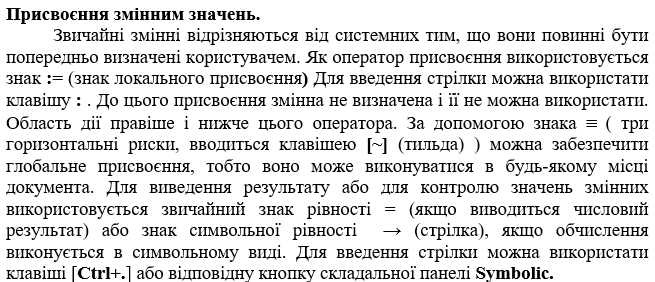 Присвоєння змінним значень.
Звичайні змінні відрізняються від системних тим, що вони повинні бути
попередньо визначені користувачем. Як оператор присвоєння використовується
знак := (знак локального присвоєння) Для введення стрілки можна використати
клавішу : . До цього присвоєння змінна не визначена і її не можна використати.
Область дії правіше і нижче цього оператора. За допомогою знака ≡ ( три
горизонтальні риски, вводиться клавішею [~] (тильда) ) можна забезпечити
глобальне присвоєння, тобто воно може виконуватися в будь-якому місці
документа. Для виведення результату або для контролю значень змінних
використовується звичайний знак рівності = (якщо виводиться числовий
результат) або знак символьної рівності → (стрілка), якщо обчислення
виконується в символьному виді. Для введення стрілки можна використати
клавіші [Ctrl+.] або відповідну кнопку складальної панелі Symbolic.